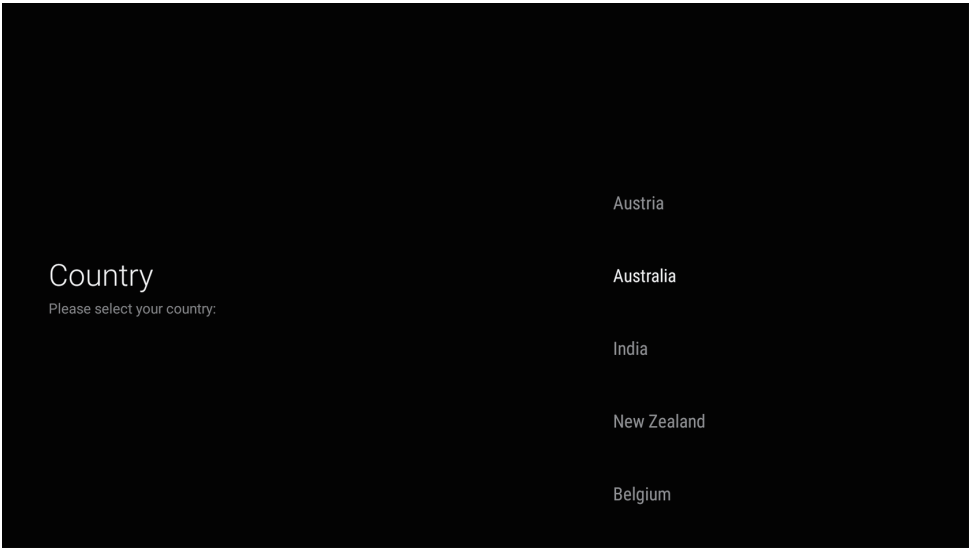 Country
Please select your country:
Austria
Australia
India
New Zealand
Belgium